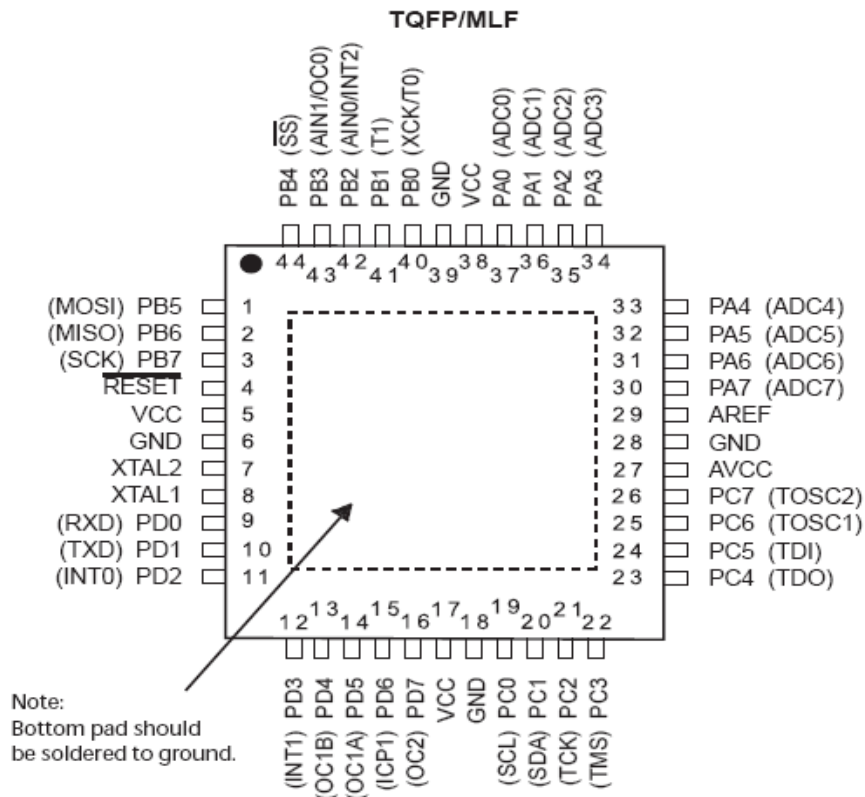 TQFP/MLF
PB4 (SS)
PB3 (AIN1/OC0)
PB2 (AIN0/INT2)
PB1 (T1)
PB0 (XCK/T0)
GND
VCC
PA0 (ADC0)
PA1 (ADC1)
PA2 (ADC2)
PA3 (ADC3)
44 43 42 41 40 39 38 37 36 35 34
(MOSI) PB5 1
(MISO) PB6 2
(SCK) PB7 3
RESET 4
VCC 5
GND 6
XTAL2 7
XTAL1 8
(RXD) PD0 9
(TXD) PD1 10
(INT0) PD2 11
33 PA4 (ADC4)
32 PA5 (ADC5)
31 PA6 (ADC6)
30 PA7 (ADC7)
29 AREF
28 GND
27 AVCC
26 PC7 (TOSC2)
25 PC6 (TOSC1)
24 PC5 (TDI)
23 PC4 (TDO)
12 13 14 15 16 17 18 19 20 21 22
(INT1) PD3
(OC1B) PD4
(OC1A) PD5
(ICP1) PD6
(OC2) PD7
VCC
GND
(SCL) PC0
(SDA) PC1
(TCK) PC2
(TMS) PC3
Note:
Bottom pad should
be soldered to ground.